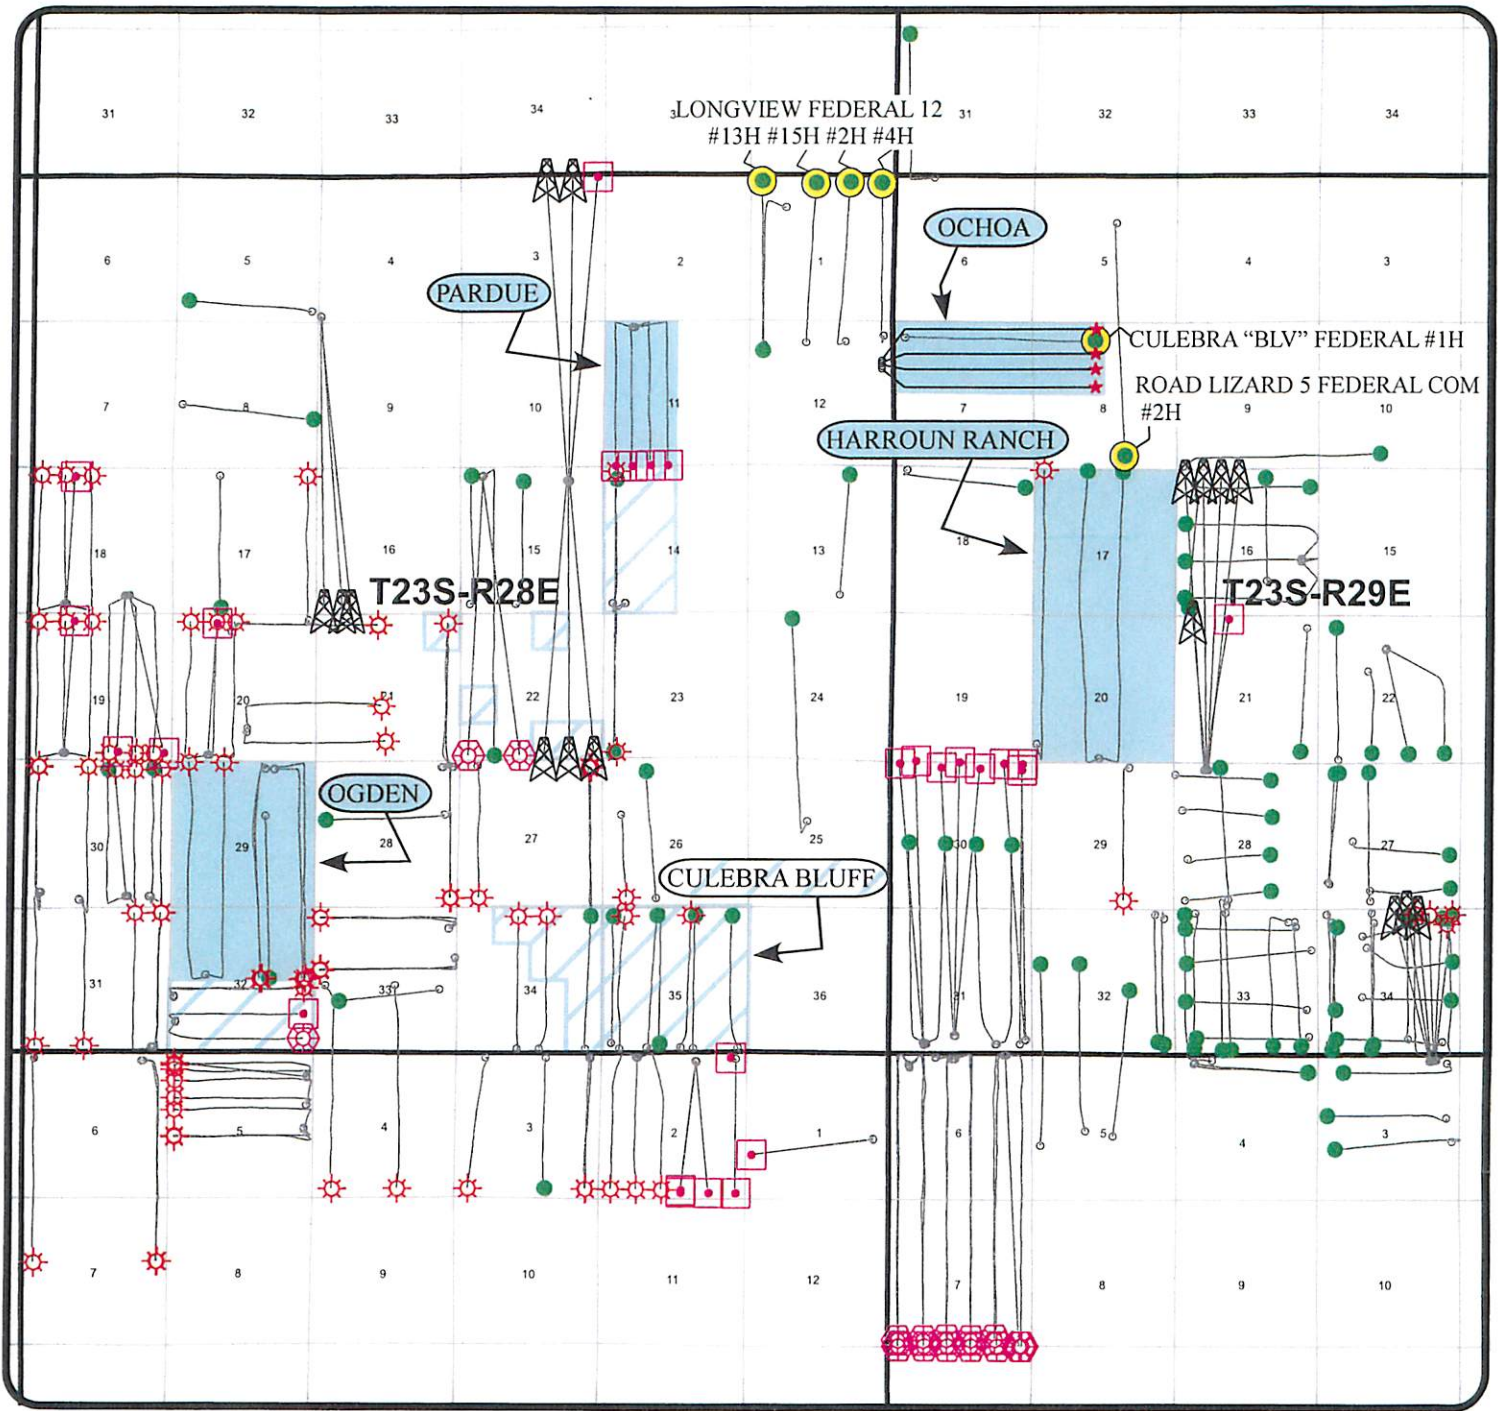 31 32 33 34 3 31 32 33 34
LONGVIEW FEDERAL 12
#13H #15H #2H #4H
OCHOA
6 5 4 3 2 1 6 5 4 3
PARDUE
CULEBRA “BLV” FEDERAL #1H
ROAD LIZARD 5 FEDERAL COM
#2H
7 8 9 10 11 12 7 8 9 10
HARROUN RANCH
18 17 16 15 14 13 18 17 16 15
T23S-R28E
T23S-R29E
19 20 21 22 23 24 19 20 21 22
OGDEN
30 29 28 27 26 25 30 29 28 27
CULEBRA BLUFF
31 32 33 34 35 36 31 32 33 34
6 5 4 3 2 1 6 5 4 3
7 8 9 10 11 12 7 8 9 10